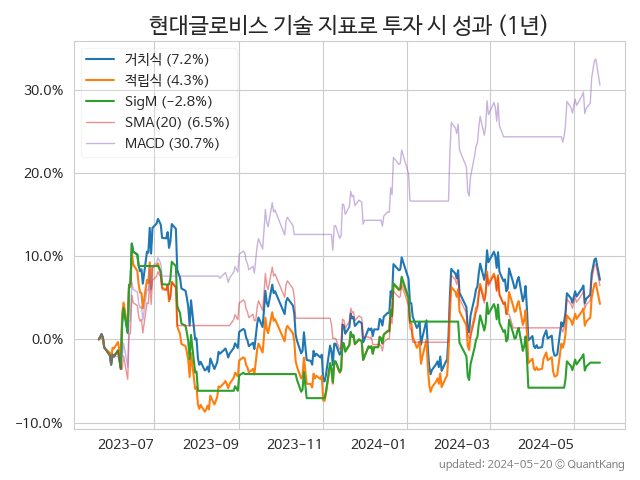 현대글로비스 기술 지표로 투자 시 성과 (1년)
거치식 (7.2%)
적립식 (4.3%)
SigM (−2.8%)
SMA(20) (6.5%)
MACD (30.7%)
30.0%
20.0%
10.0%
0.0%
−10.0%
2023-07 2023-09 2023-11 2024-01 2024-03 2024-05
updated: 2024-05-20 © QuantKang